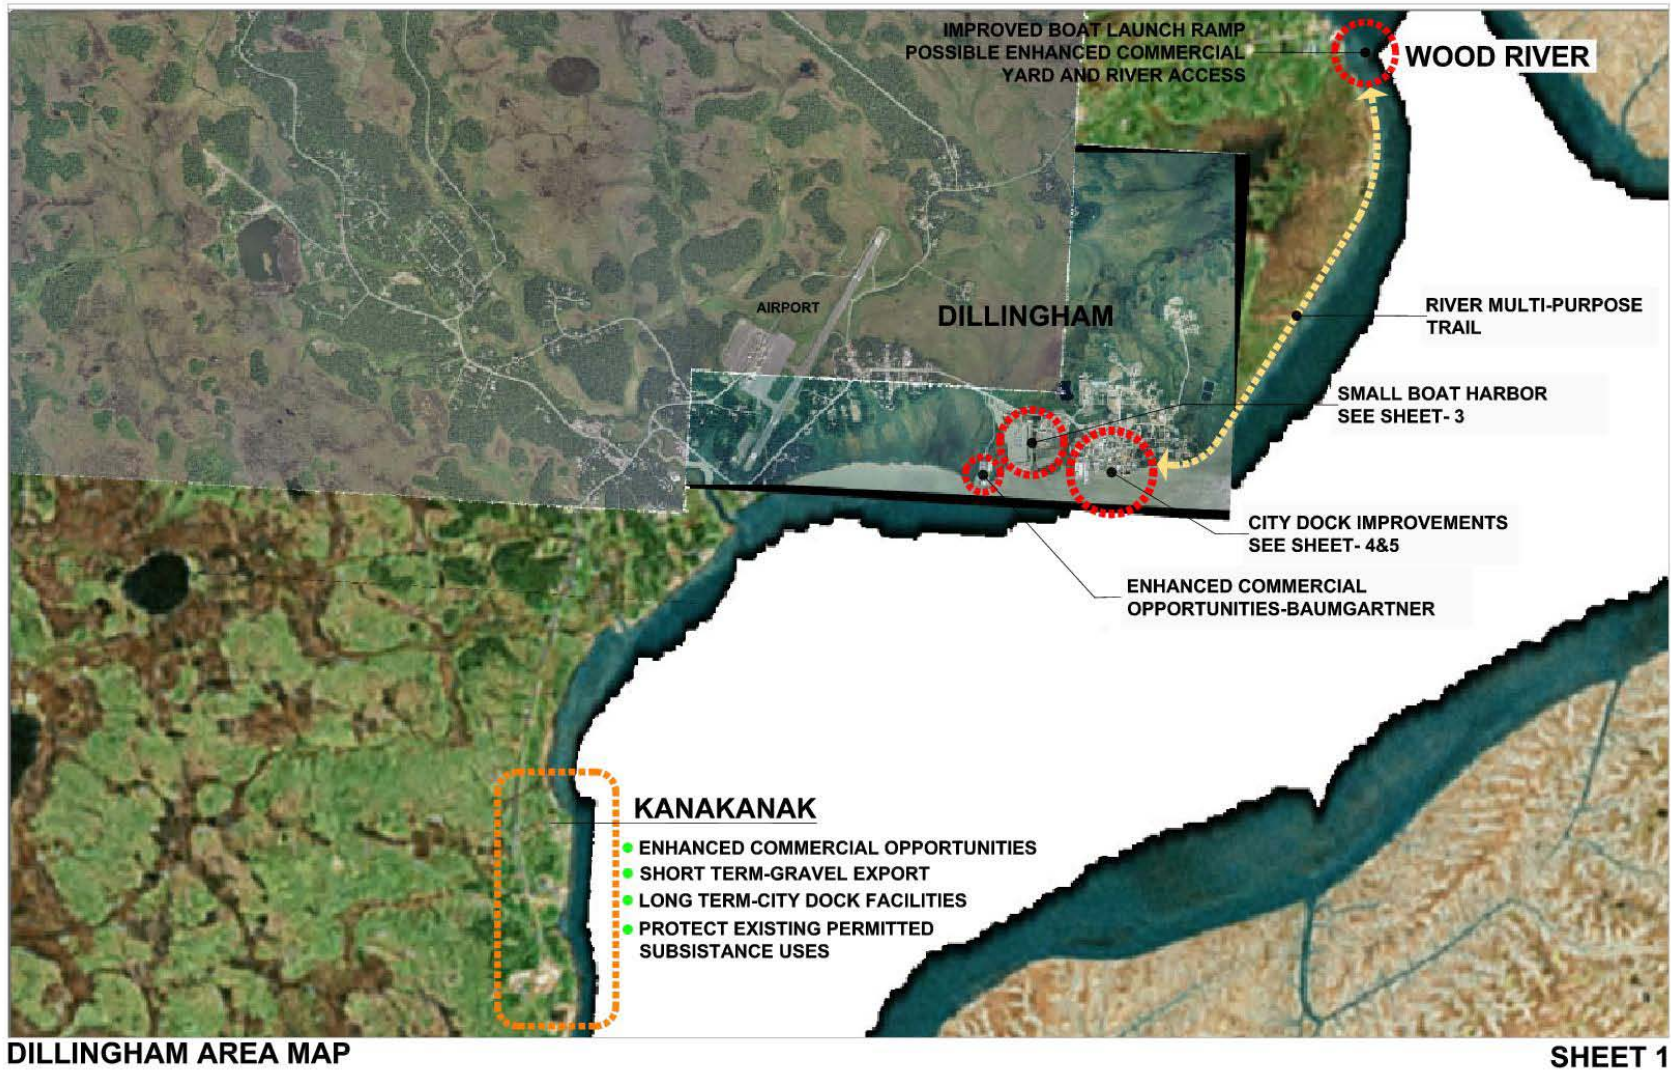 IMPROVED BOAT LAUNCH RAMP
POSSIBLE ENHANCED COMMERCIAL
YARD AND RIVER ACCESS
WOOD RIVER
AIRPORT
DILLINGHAM
RIVER MULTI-PURPOSE
TRAIL
SMALL BOAT HARBOR
SEE SHEET- 3
CITY DOCK IMPROVEMENTS
SEE SHEET- 4&5
ENHANCED COMMERCIAL
OPPORTUNITIES-BAUMGARTNER
KANAKANAK
ENHANCED COMMERCIAL OPPORTUNITIES
SHORT TERM-GRAVEL EXPORT
LONG TERM-CITY DOCK FACILITIES
PROTECT EXISTING PERMITTED
SUBSISTANCE USES
DILLINGHAM AREA MAP
SHEET 1